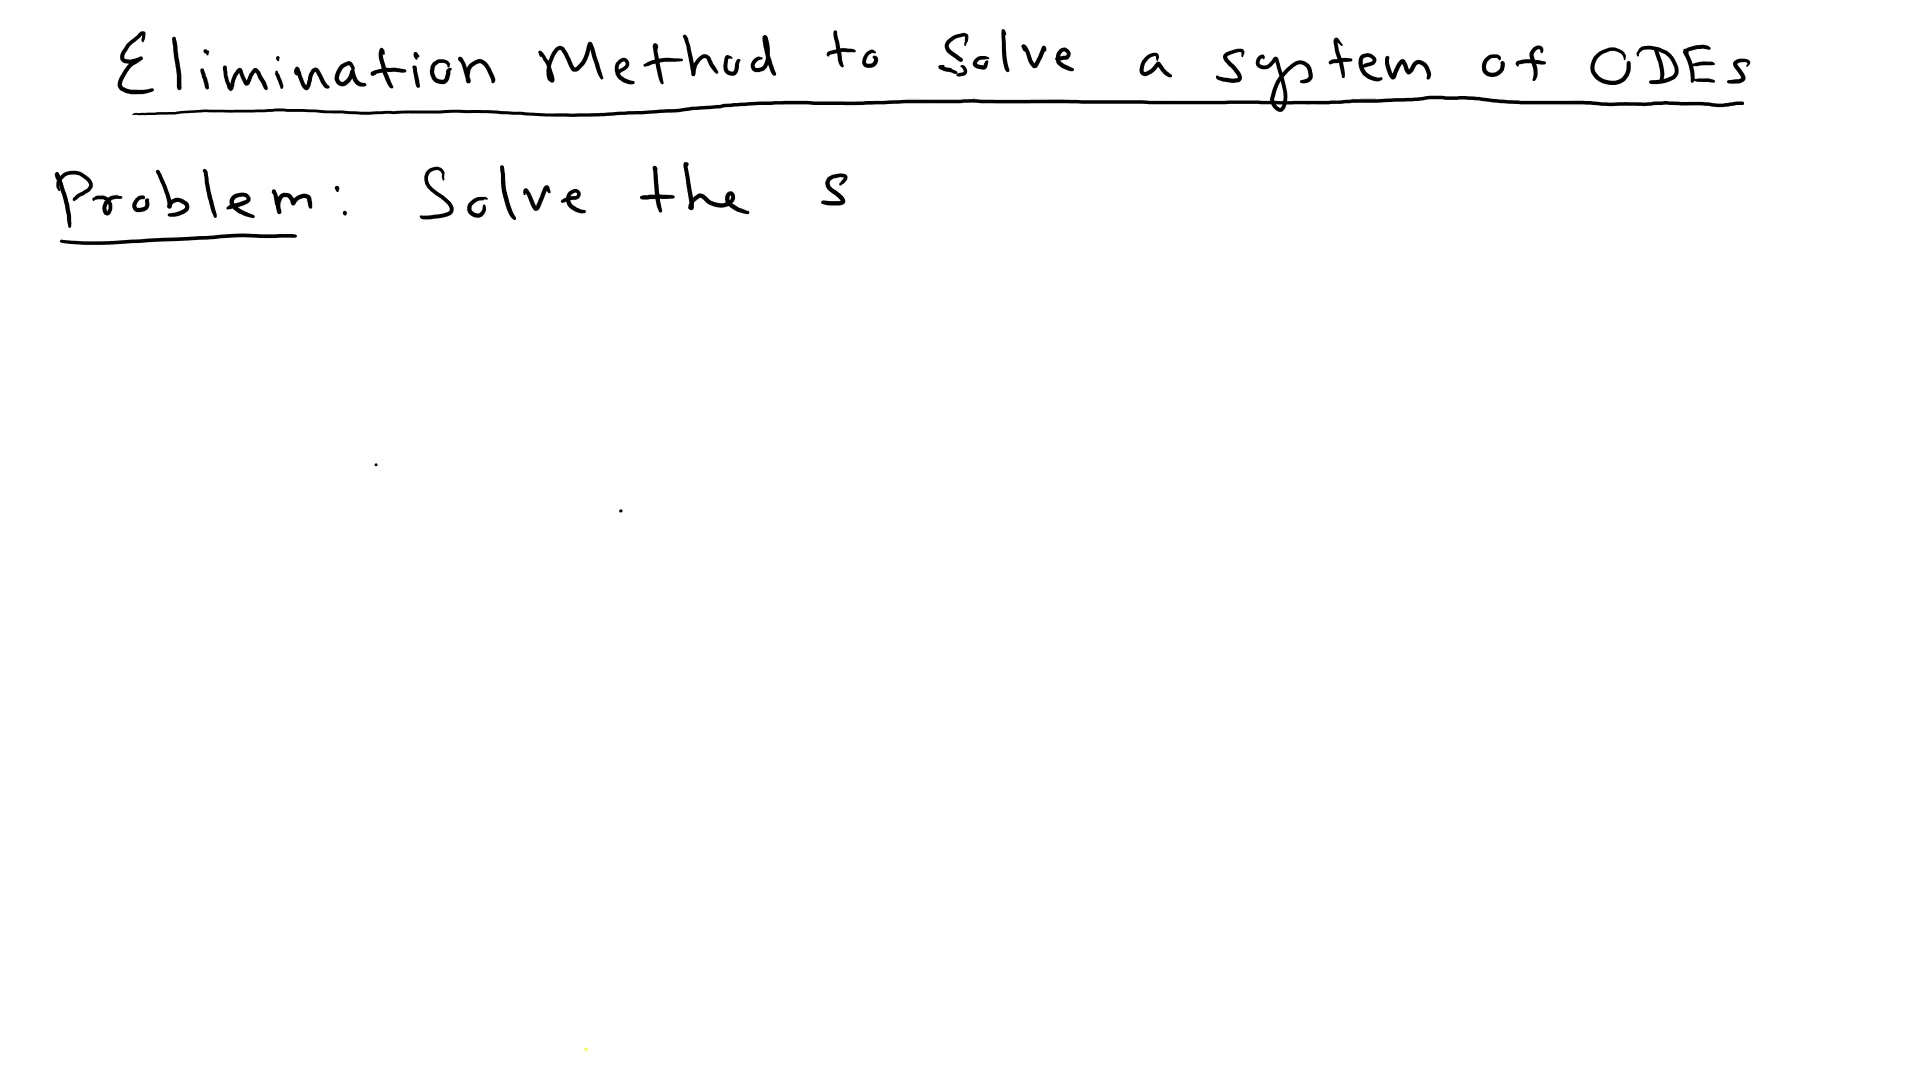 Elimination Method to Solve a system of ODEs
Problem: Solve the s